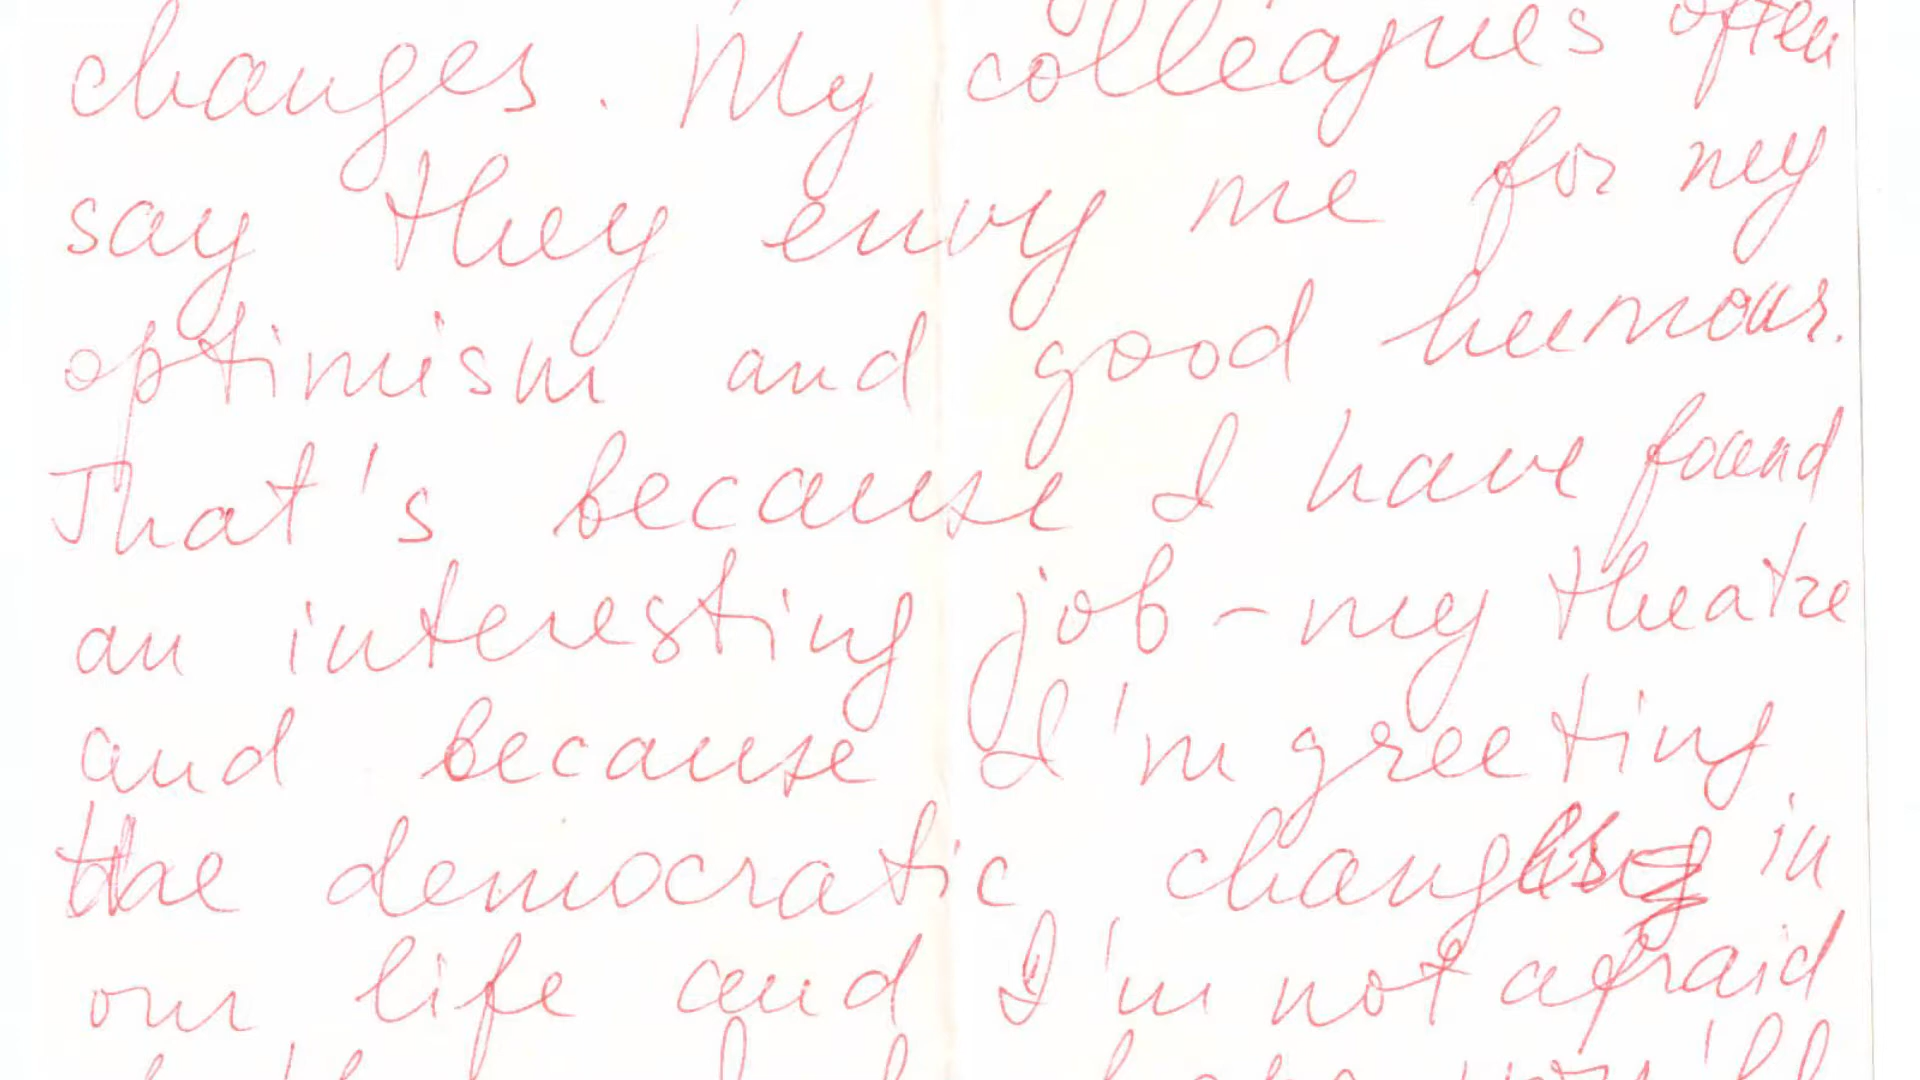 changes. My colleagues often
say they envy me for my
optimism and good humour.
That's because I have found
an interesting job - my theatre
and because I'm greeting
the democratic changes in
our life and I'm not afraid